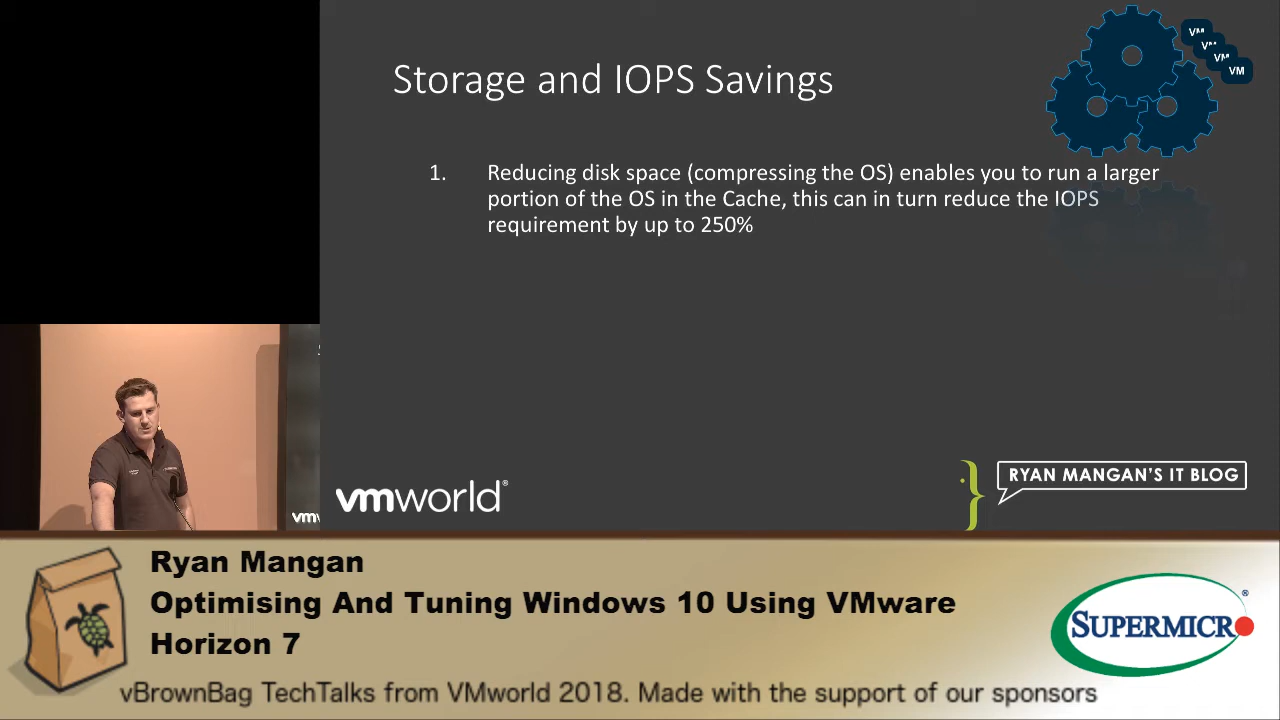 Storage and IOPS Savings
VM
VM
VM
VM
1. Reducing disk space (compressing the OS) enables you to run a larger
portion of the OS in the Cache, this can in turn reduce the IOPS
requirement by up to 250%
vmworld®
RYAN MANGAN'S IT BLOG
vmw
Ryan Mangan
Optimising And Tuning Windows 10 Using VMware
Horizon 7
SUPERMICRO®
vBrownBag TechTalks from VMworld 2018. Made with the support of our sponsors